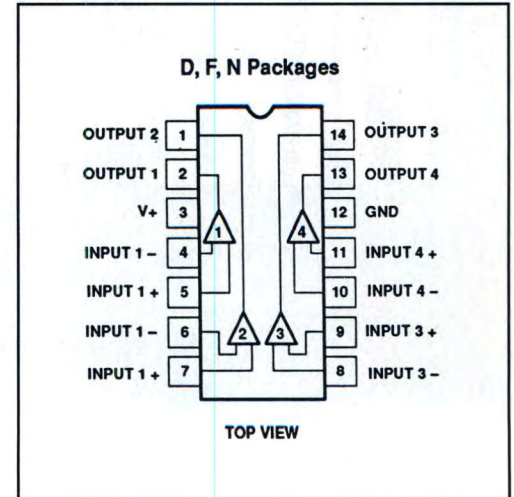 D, F, N Packages
OUTPUT 2 1 14 OUTPUT 3
OUTPUT 1 2 13 OUTPUT 4
V+ 3 12 GND
1 4
INPUT 1 – 4 11 INPUT 4 +
INPUT 1 + 5 10 INPUT 4 –
INPUT 1 – 6 9 INPUT 3 +
2 3
INPUT 1 + 7 8 INPUT 3 –
TOP VIEW